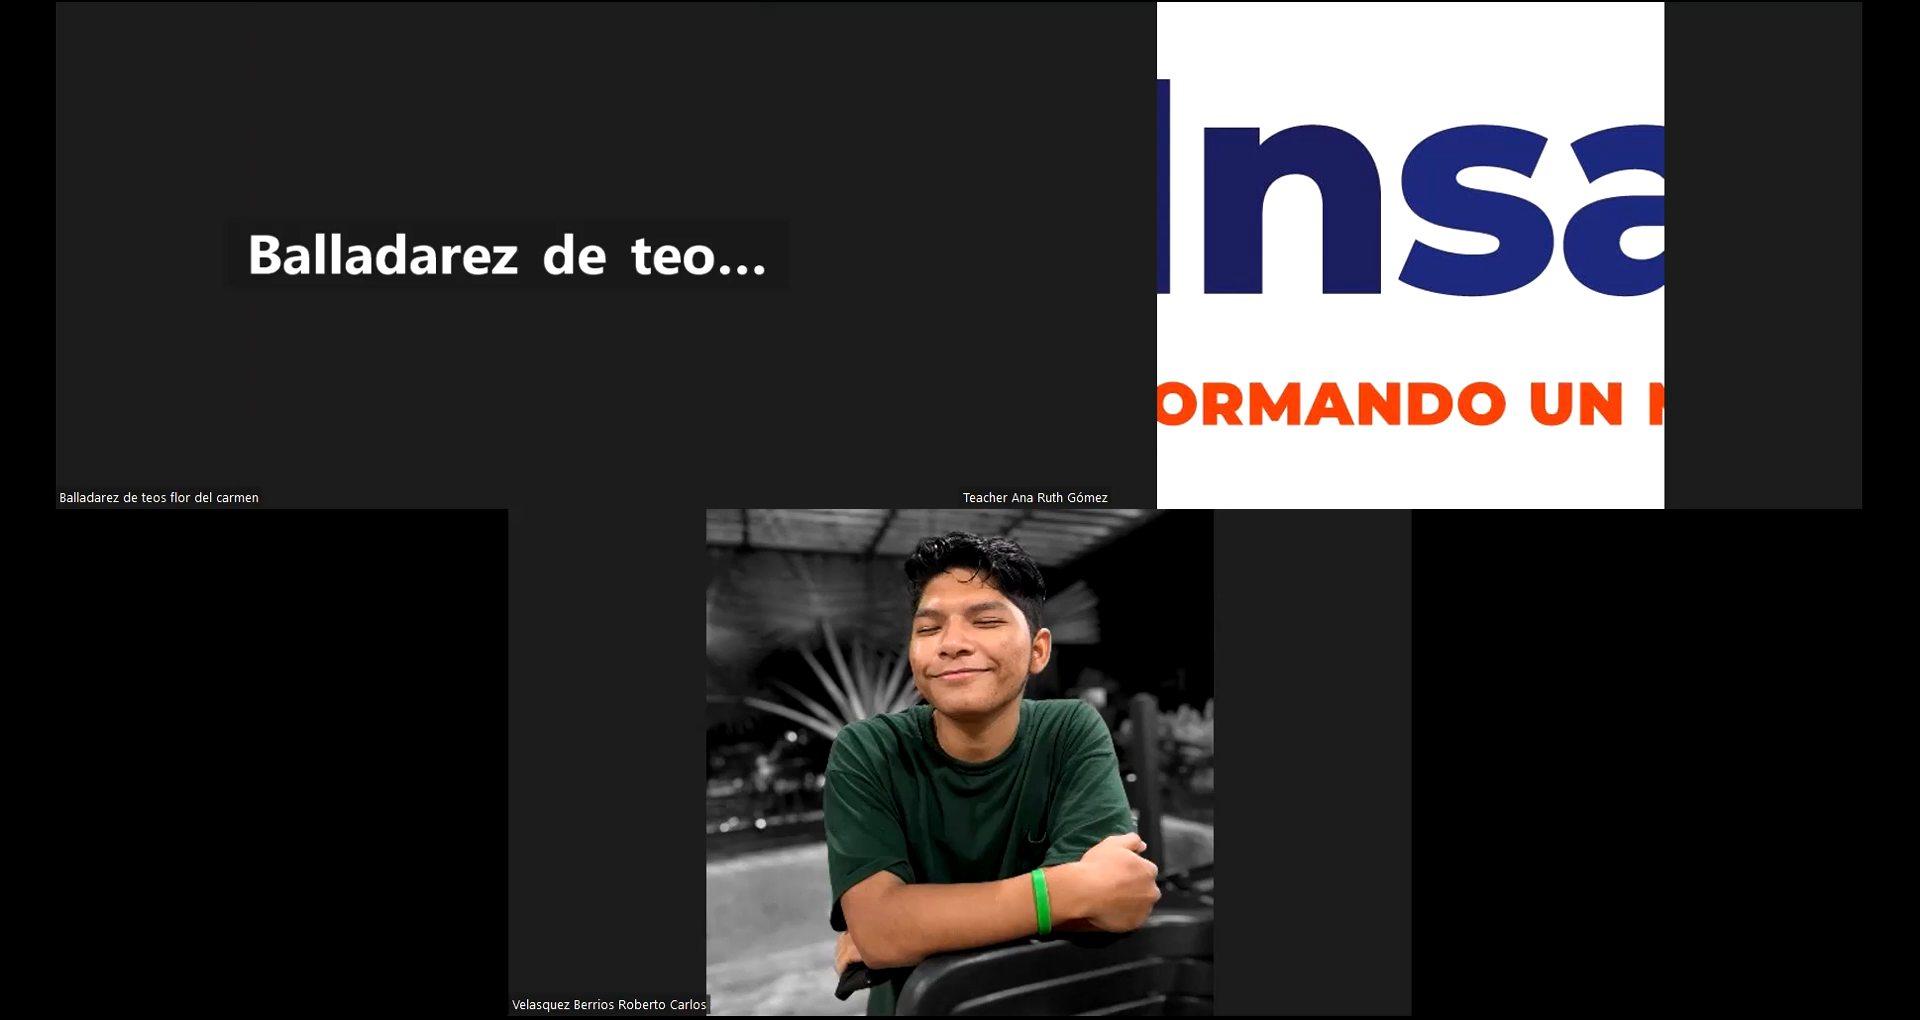 Balladarez de teo...
Balladarez de teos flor del carmen
Insa
ORMANDO UN
Teacher Ana Ruth Gómez
Velasquez Berrios Roberto Carlos